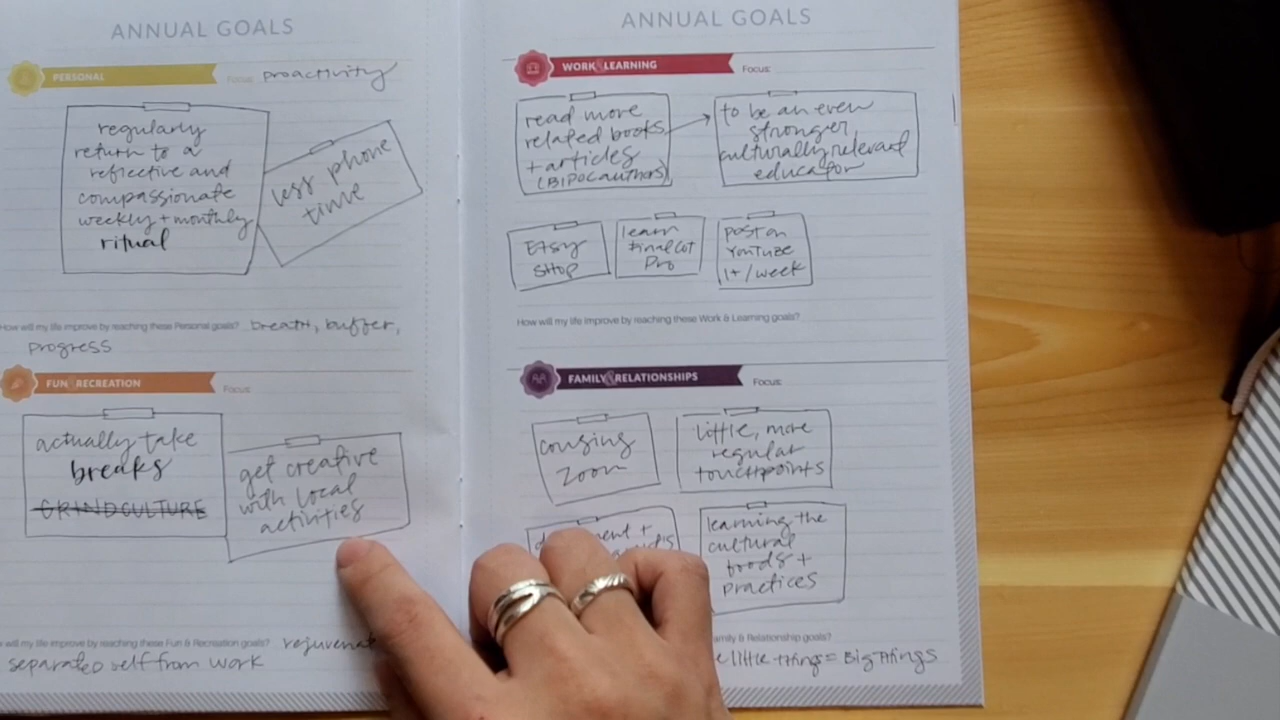 ANNUAL GOALS
PERSONAL
Focus: proactivity
regularly
return to a
reflective and
compassionate
weekly + monthly
ritual
less phone
time
How will my life improve by reaching these Personal goals? breath, buffer,
progress
FUN & RECREATION
Focus:
actually take
breaks
GRIND CULTURE
get creative
with local
activities
will my life improve by reaching these Fun & Recreation goals?
separated self from work
ANNUAL GOALS
WORK & LEARNING
Focus:
read more
related books
+ articles
(BIPOC authors)
to be an even
stronger
culturally relevant
educator
Etsy
SHOP
learn
Final Cut
Pro
post on
YouTube
1+/week
How will my life improve by reaching these Work & Learning goals?
FAMILY & RELATIONSHIPS
Focus:
cousins
zoom
little, more
regular
touchpoints
learning the
cultural
foods +
practices
Family & Relationship goals?
little things = Big Things